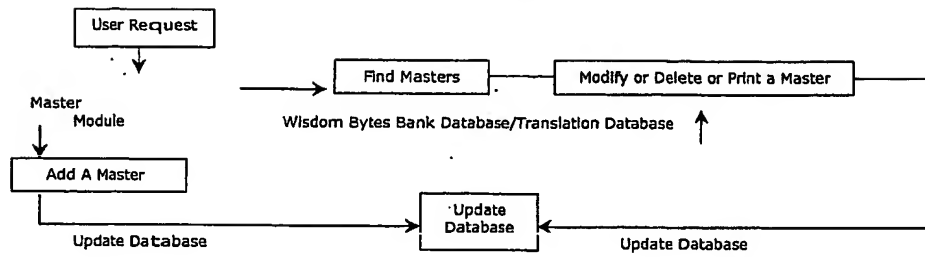 User Request
Find Masters
Modify or Delete or Print a Master
Master
Module
Wisdom Bytes Bank Database/Translation Database
Add A Master
Update
Database
Update Database
Update Database